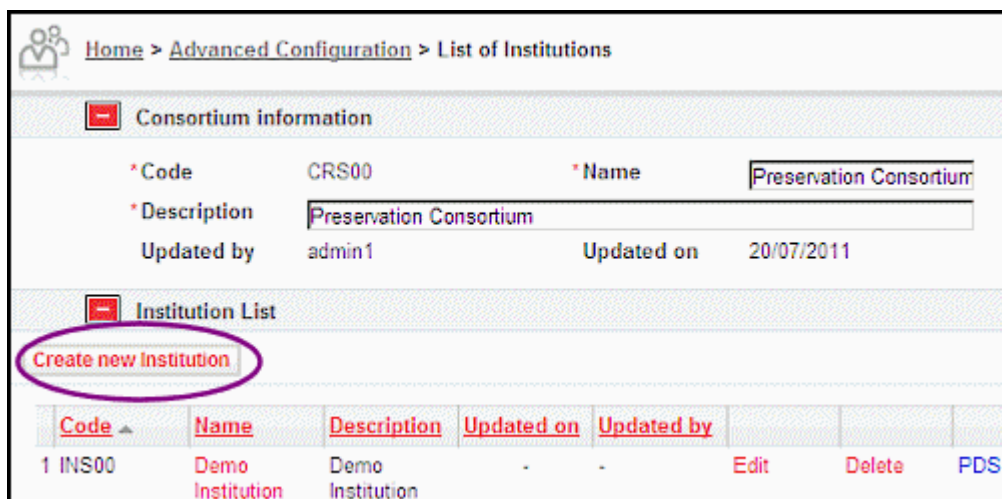 Home > Advanced Configuration > List of Institutions
Consortium information
*Code CRS00 *Name Preservation Consortium
*Description Preservation Consortium
Updated by admin1 Updated on 20/07/2011
Institution List
Create new Institution
Code Name Description Updated on Updated by
1 INS00 Demo Demo - - Edit Delete PDS
Institution Institution